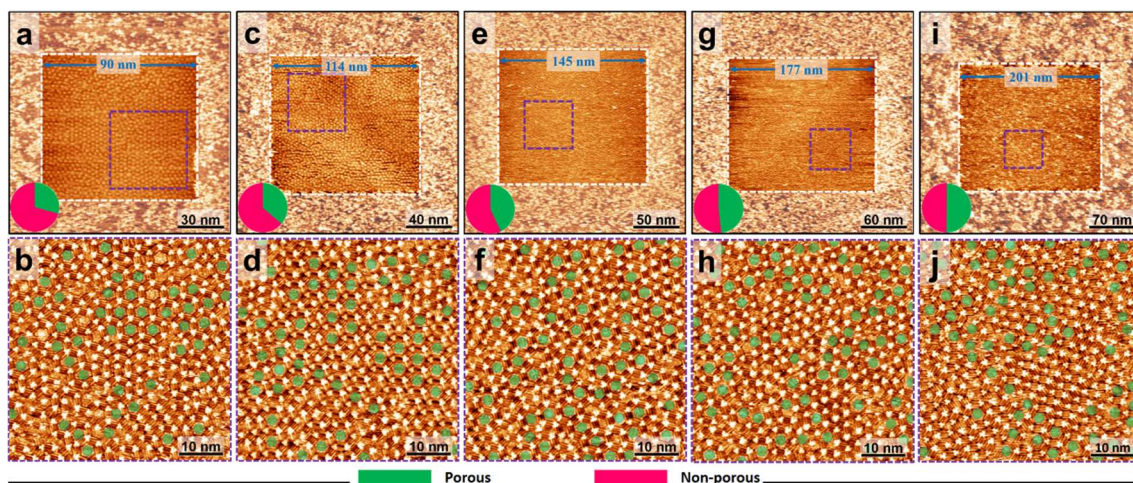 a c e g i
90 nm 114 nm 145 nm 177 nm 201 nm
30 nm 40 nm 50 nm 60 nm 70 nm
b d f h j
10 nm 10 nm 10 nm 10 nm 10 nm
Porous Non-porous